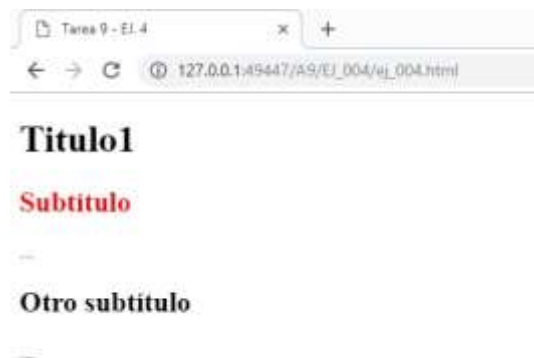 Tarea 9 - EJ. 4
127.0.0.1:49447/A9/EJ_004/ej_004.html
Titulo1
Subtitulo
...
Otro subtitulo